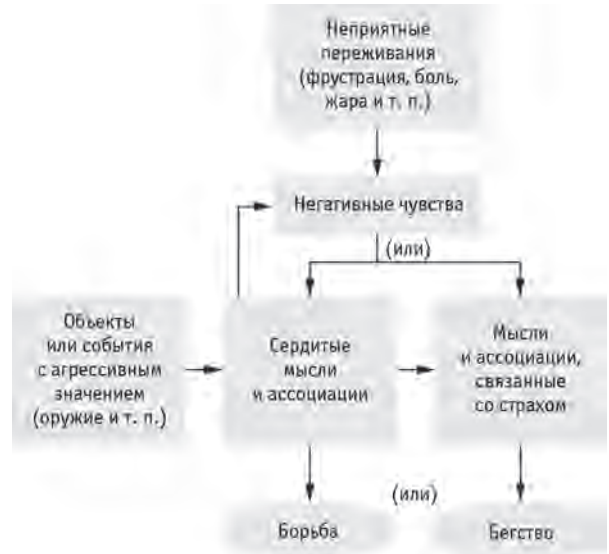 Неприятные
переживания
(фрустрация, боль,
жара и т. п.)
Негативные чувства
(или)
Объекты
или события
с агрессивным
значением
(оружие и т. п.)
Сердитые
мысли
и ассоциации
Мысли
и ассоциации,
связанные
со страхом
(или)
Борьба
Бегство